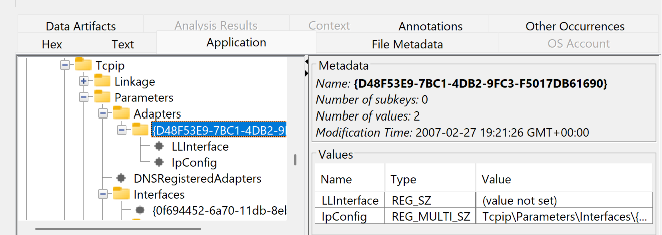 Data Artifacts Analysis Results Context Annotations Other Occurrences
Hex Text Application File Metadata OS Account
Tcpip
Linkage
Parameters
Adapters
{D48F53E9-7BC1-4DB2-9
LLInterface
IpConfig
DNSRegisteredAdapters
Interfaces
{0f694452-6a70-11db-8el
Metadata
Name: {D48F53E9-7BC1-4DB2-9FC3-F5017DB61690}
Number of subkeys: 0
Number of values: 2
Modification Time: 2007-02-27 19:21:26 GMT+00:00
Values
Name Type Value
LLInterface REG_SZ (value not set)
IpConfig REG_MULTI_SZ Tcpip\Parameters\Interfaces\{...